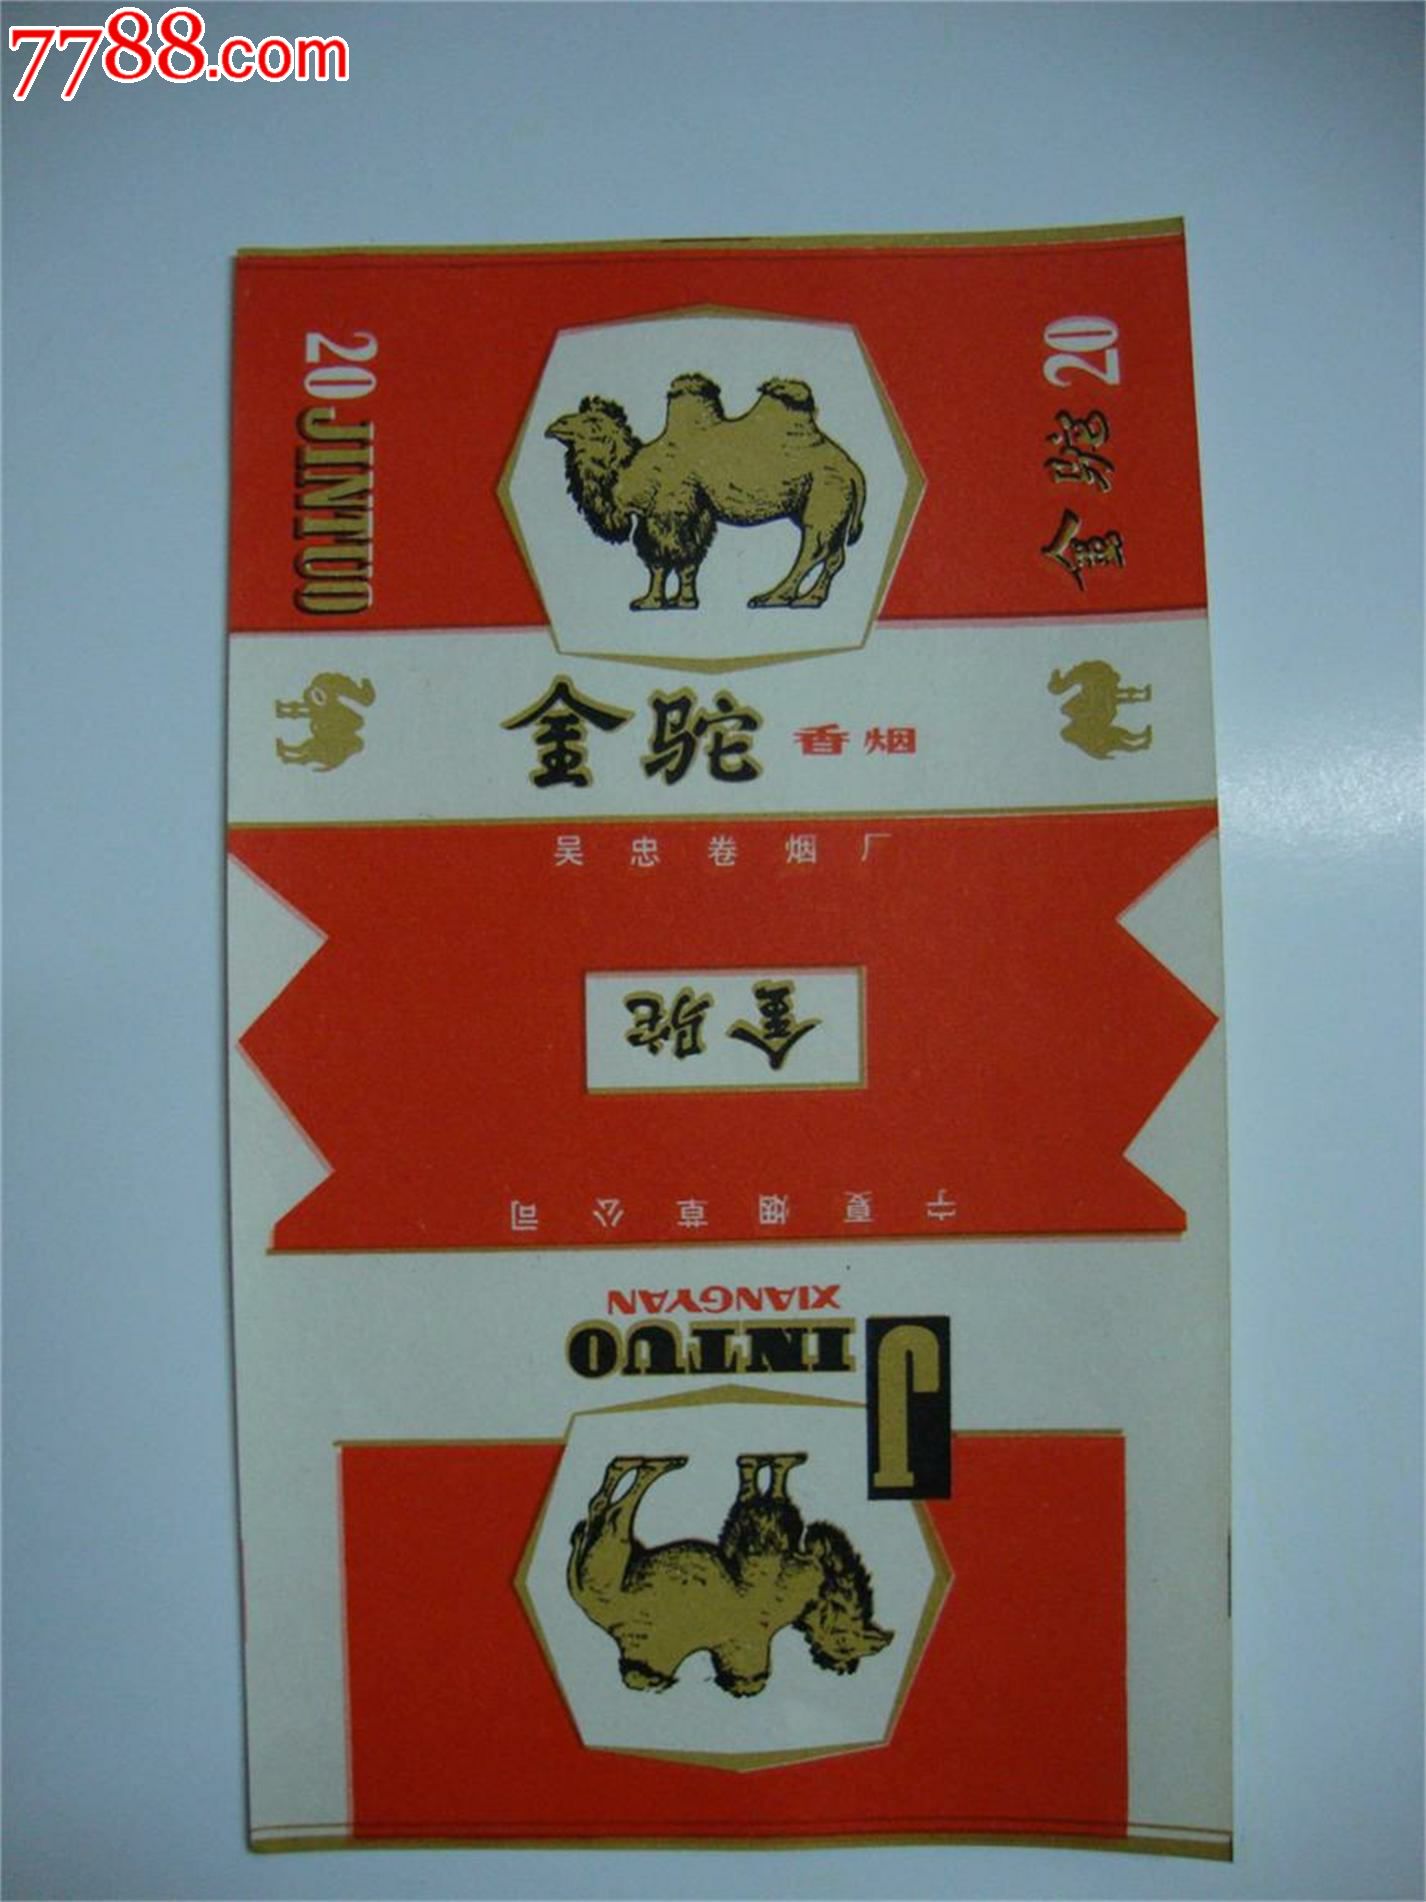 7788.com
20 JINTUO
金驼 20
金驼 香烟
吴忠卷烟厂
金驼
宁夏烟草公司
XIANGYAN
JINTUO